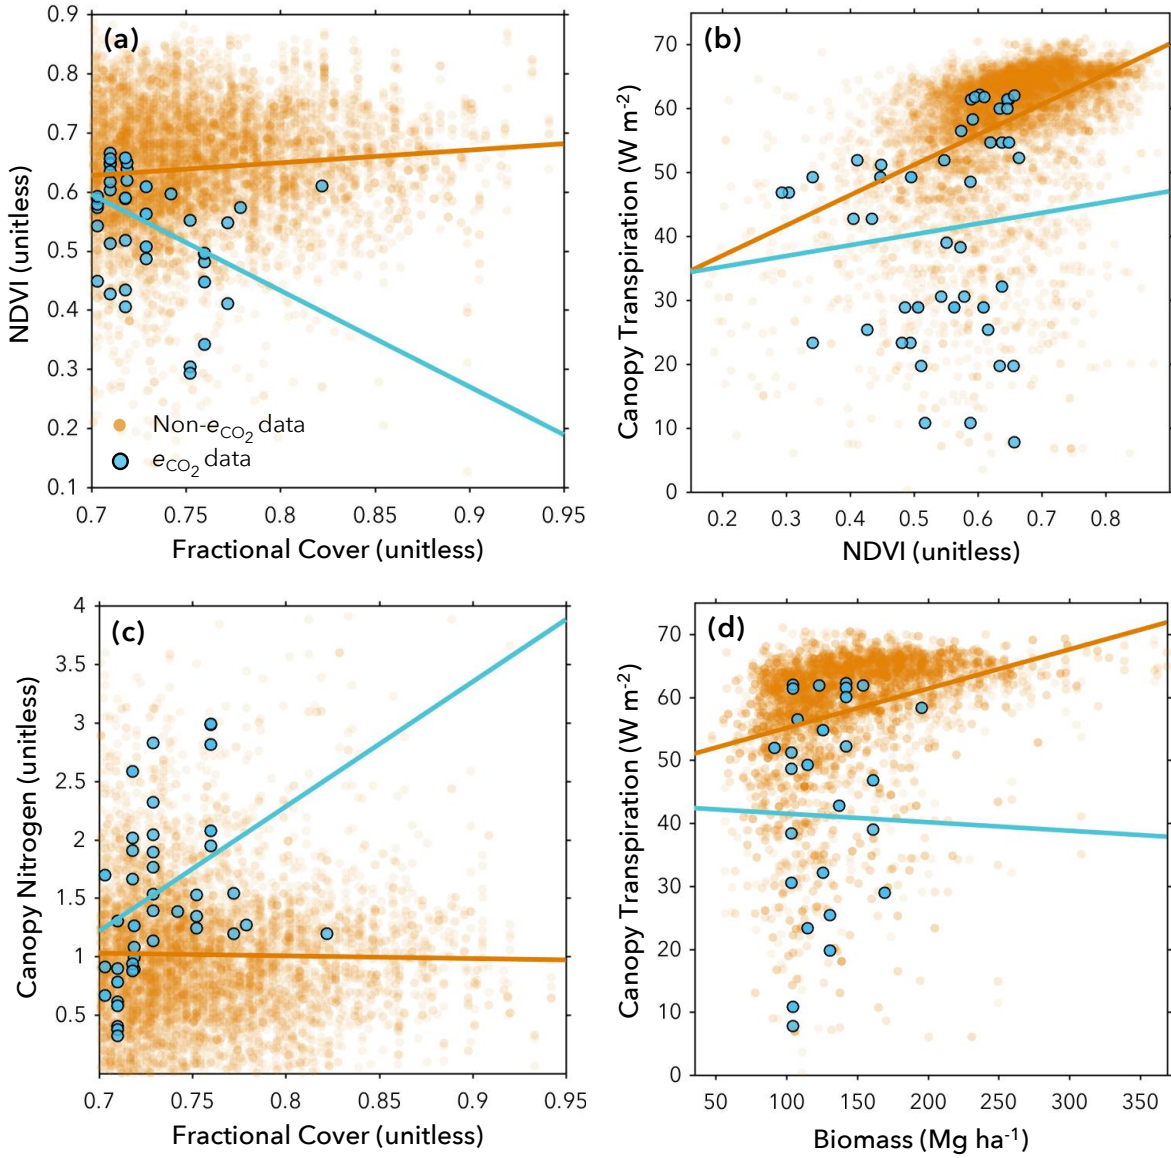 (a)
0.9
0.8
0.7
0.6
0.5
0.4
0.3
0.2
0.1
NDVI (unitless)
Non-eCO2 data
eCO2 data
0.7 0.75 0.8 0.85 0.9 0.95
Fractional Cover (unitless)
(b)
70
60
50
40
30
20
10
0
Canopy Transpiration (W m-2)
0.2 0.3 0.4 0.5 0.6 0.7 0.8
NDVI (unitless)
(c)
4
3.5
3
2.5
2
1.5
1
0.5
Canopy Nitrogen (unitless)
0.7 0.75 0.8 0.85 0.9 0.95
Fractional Cover (unitless)
(d)
70
60
50
40
30
20
10
0
Canopy Transpiration (W m-2)
50 100 150 200 250 300 350
Biomass (Mg ha-1)